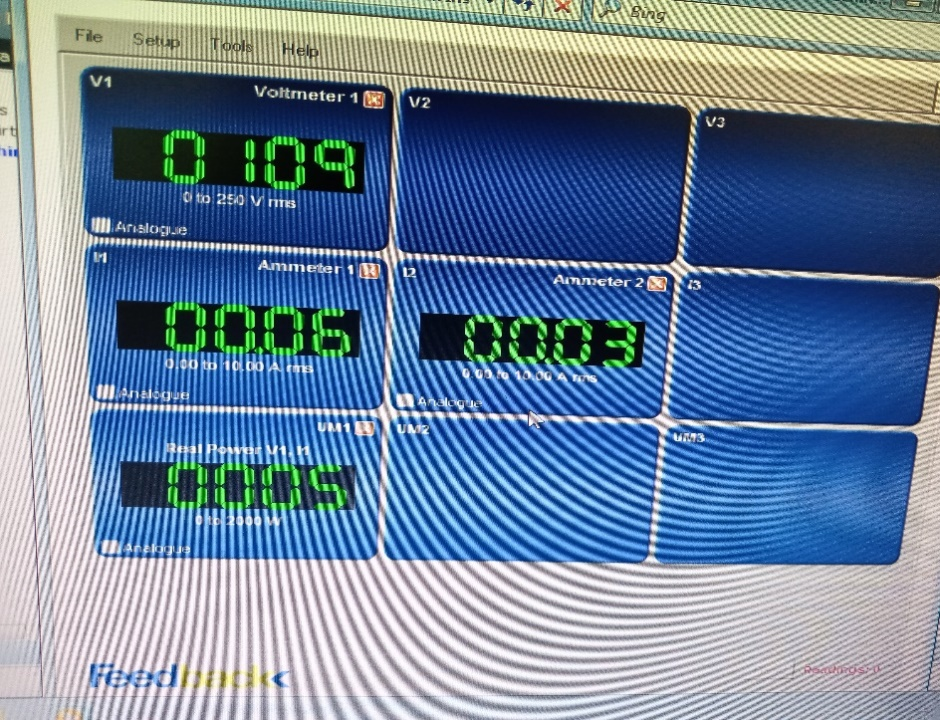 Bing
File Setup Tools Help
V1
Voltmeter 1
0109
0 to 250 V rms
Analogue
V2
V3
I1
Ammeter 1
00.06
0.00 to 10.00 A rms
Analogue
I2
Ammeter 2
00.03
0.00 to 10.00 A rms
Analogue
I3
UM1
Real Power V1, I1
0005
0 to 2000 W
Analogue
UM2
UM3
Feedback